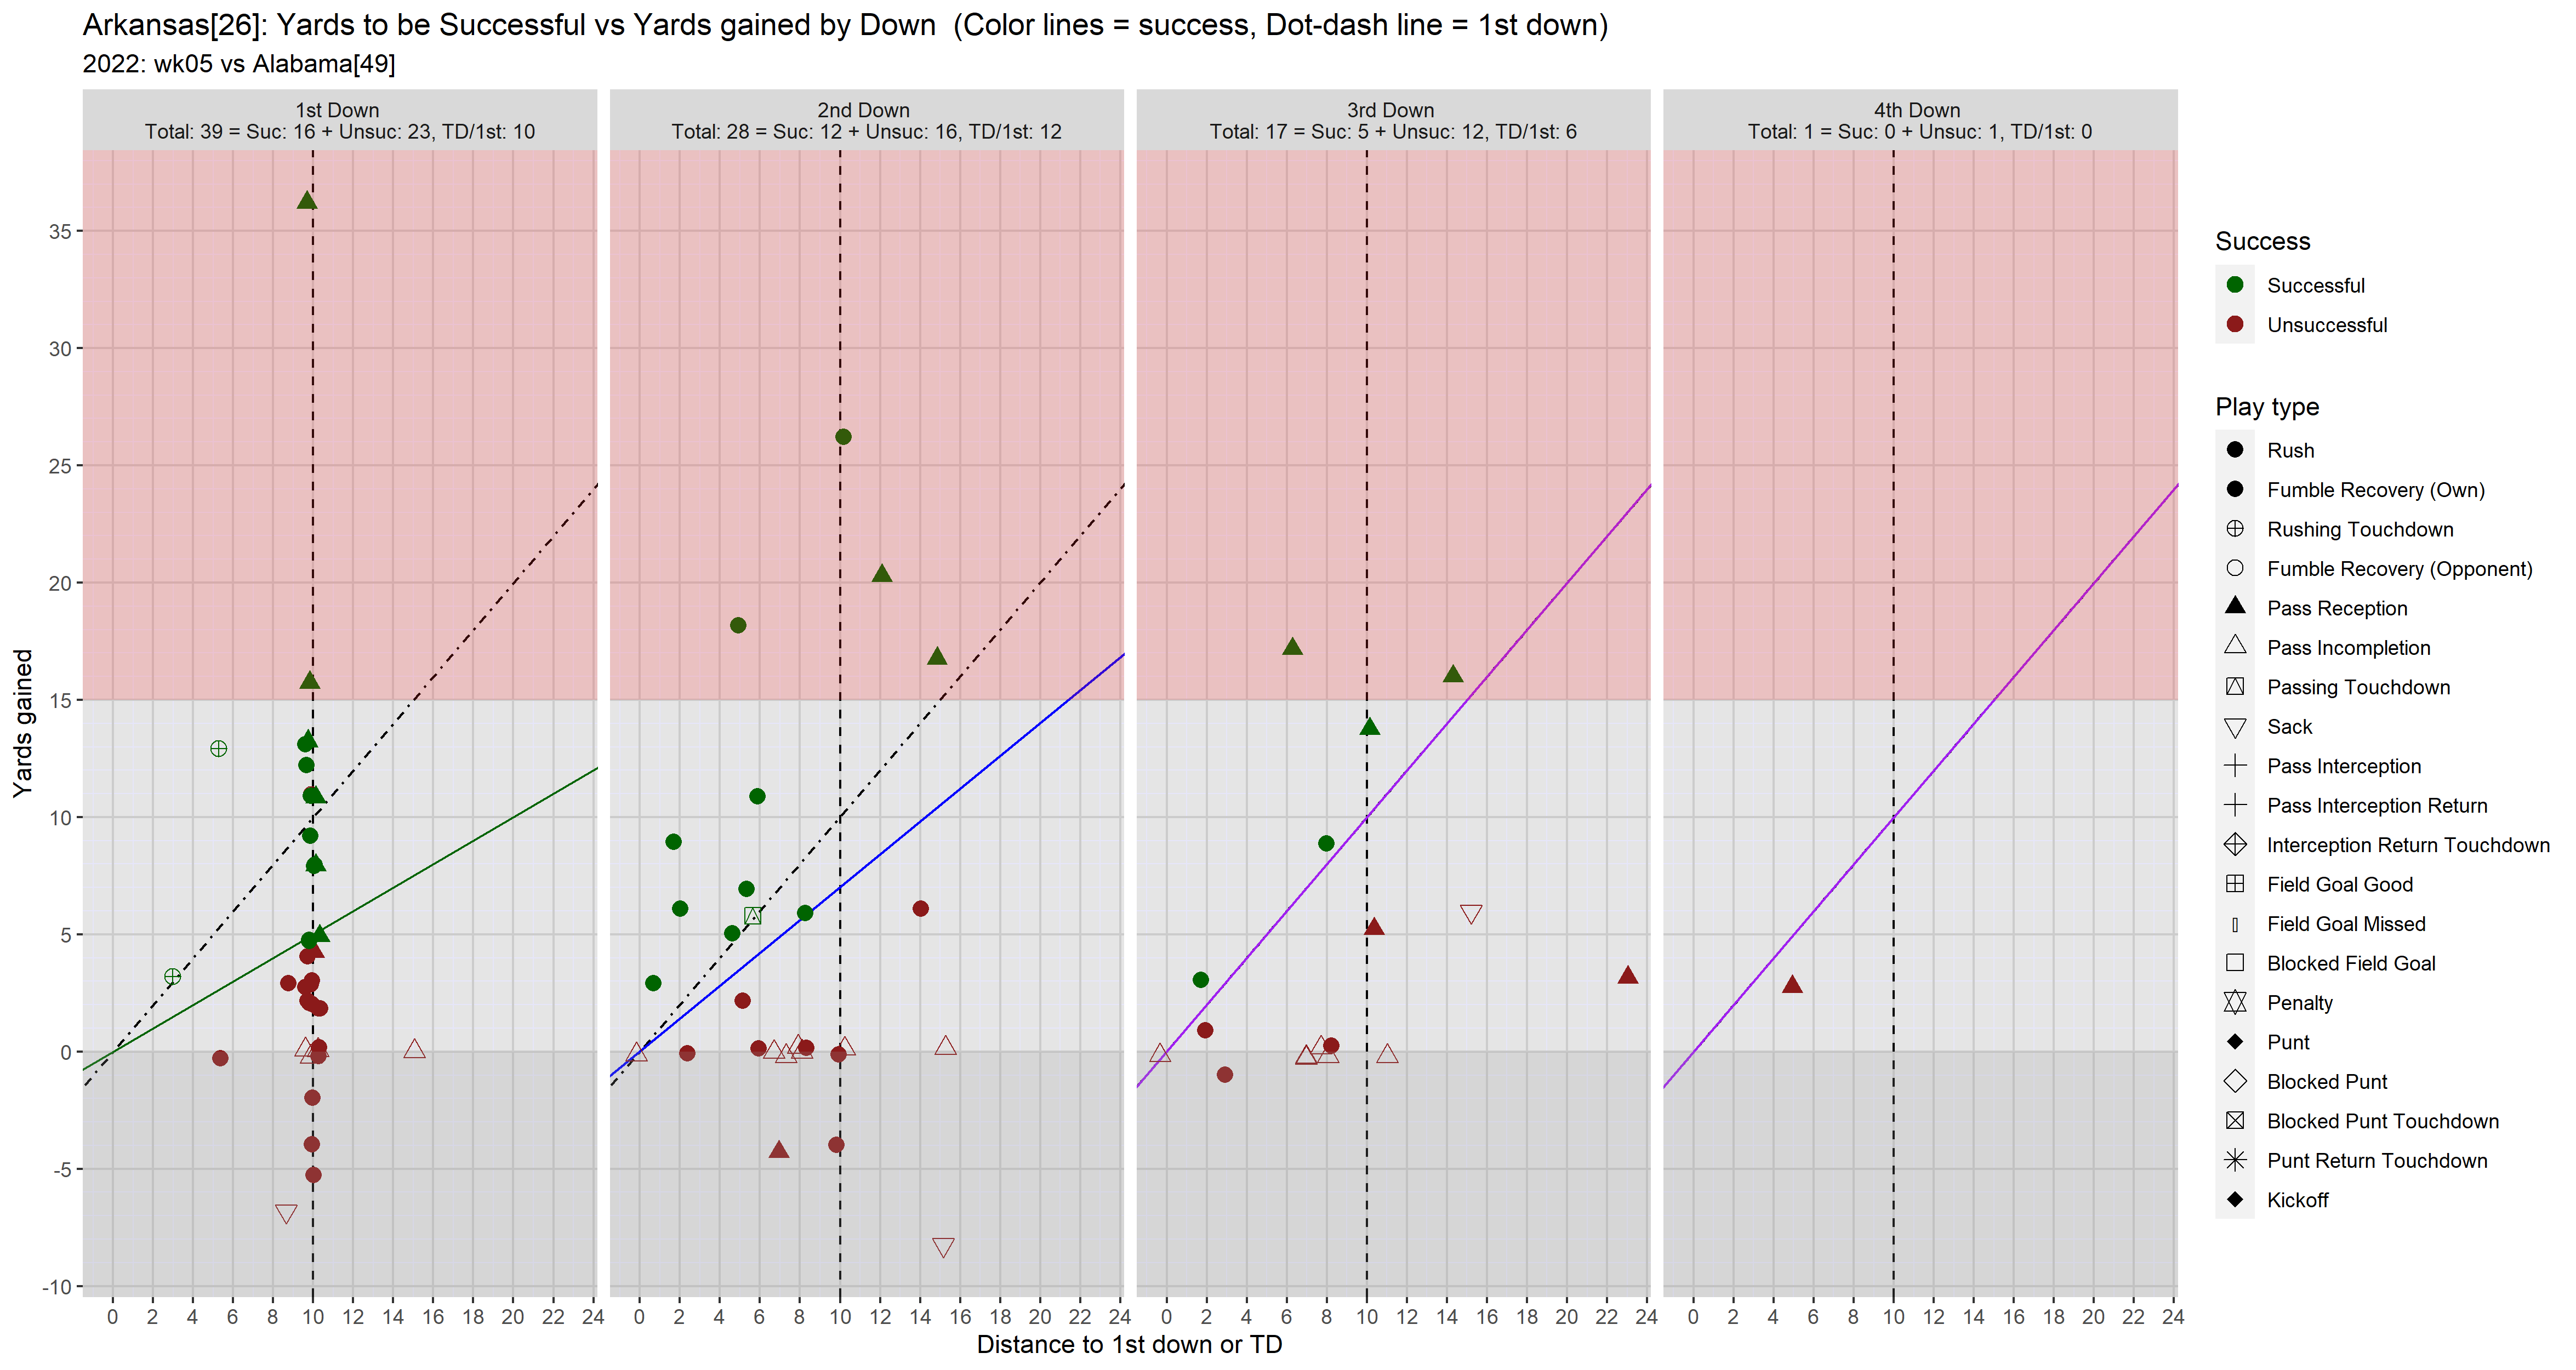 Arkansas[26]: Yards to be Successful vs Yards gained by Down  (Color lines = success, Dot-dash line = 1st down)
2022: wk05 vs Alabama[49]
1st Down
Total: 39 = Suc: 16 + Unsuc: 23, TD/1st: 10
2nd Down
Total: 28 = Suc: 12 + Unsuc: 16, TD/1st: 12
3rd Down
Total: 17 = Suc: 5 + Unsuc: 12, TD/1st: 6
4th Down
Total: 1 = Suc: 0 + Unsuc: 1, TD/1st: 0
Yards gained
35
30
25
20
15
10
5
0
-5
-10
0 2 4 6 8 10 12 14 16 18 20 22 24
0 2 4 6 8 10 12 14 16 18 20 22 24
0 2 4 6 8 10 12 14 16 18 20 22 24
0 2 4 6 8 10 12 14 16 18 20 22 24
Distance to 1st down or TD
Success
Successful
Unsuccessful
Play type
Rush
Fumble Recovery (Own)
Rushing Touchdown
Fumble Recovery (Opponent)
Pass Reception
Pass Incompletion
Passing Touchdown
Sack
Pass Interception
Pass Interception Return
Interception Return Touchdown
Field Goal Good
Field Goal Missed
Blocked Field Goal
Penalty
Punt
Blocked Punt
Blocked Punt Touchdown
Punt Return Touchdown
Kickoff